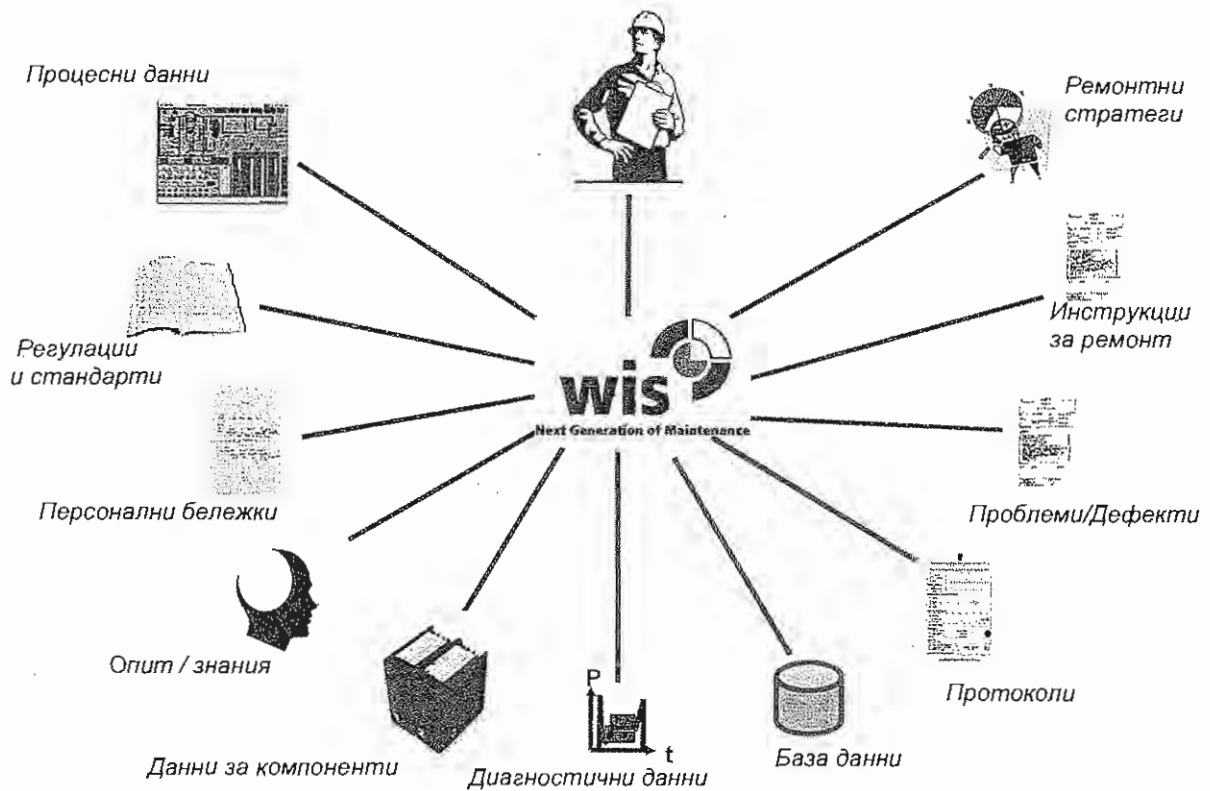 Процесни данни
Ремонтни
стратеги
Регулации
и стандарти
Инструкции
за ремонт
wis
Next Generation of Maintenance
Персонални бележки
Проблеми/Дефекти
Опит / знания
Протоколи
P
t
Данни за компоненти
Диагностични данни
База данни